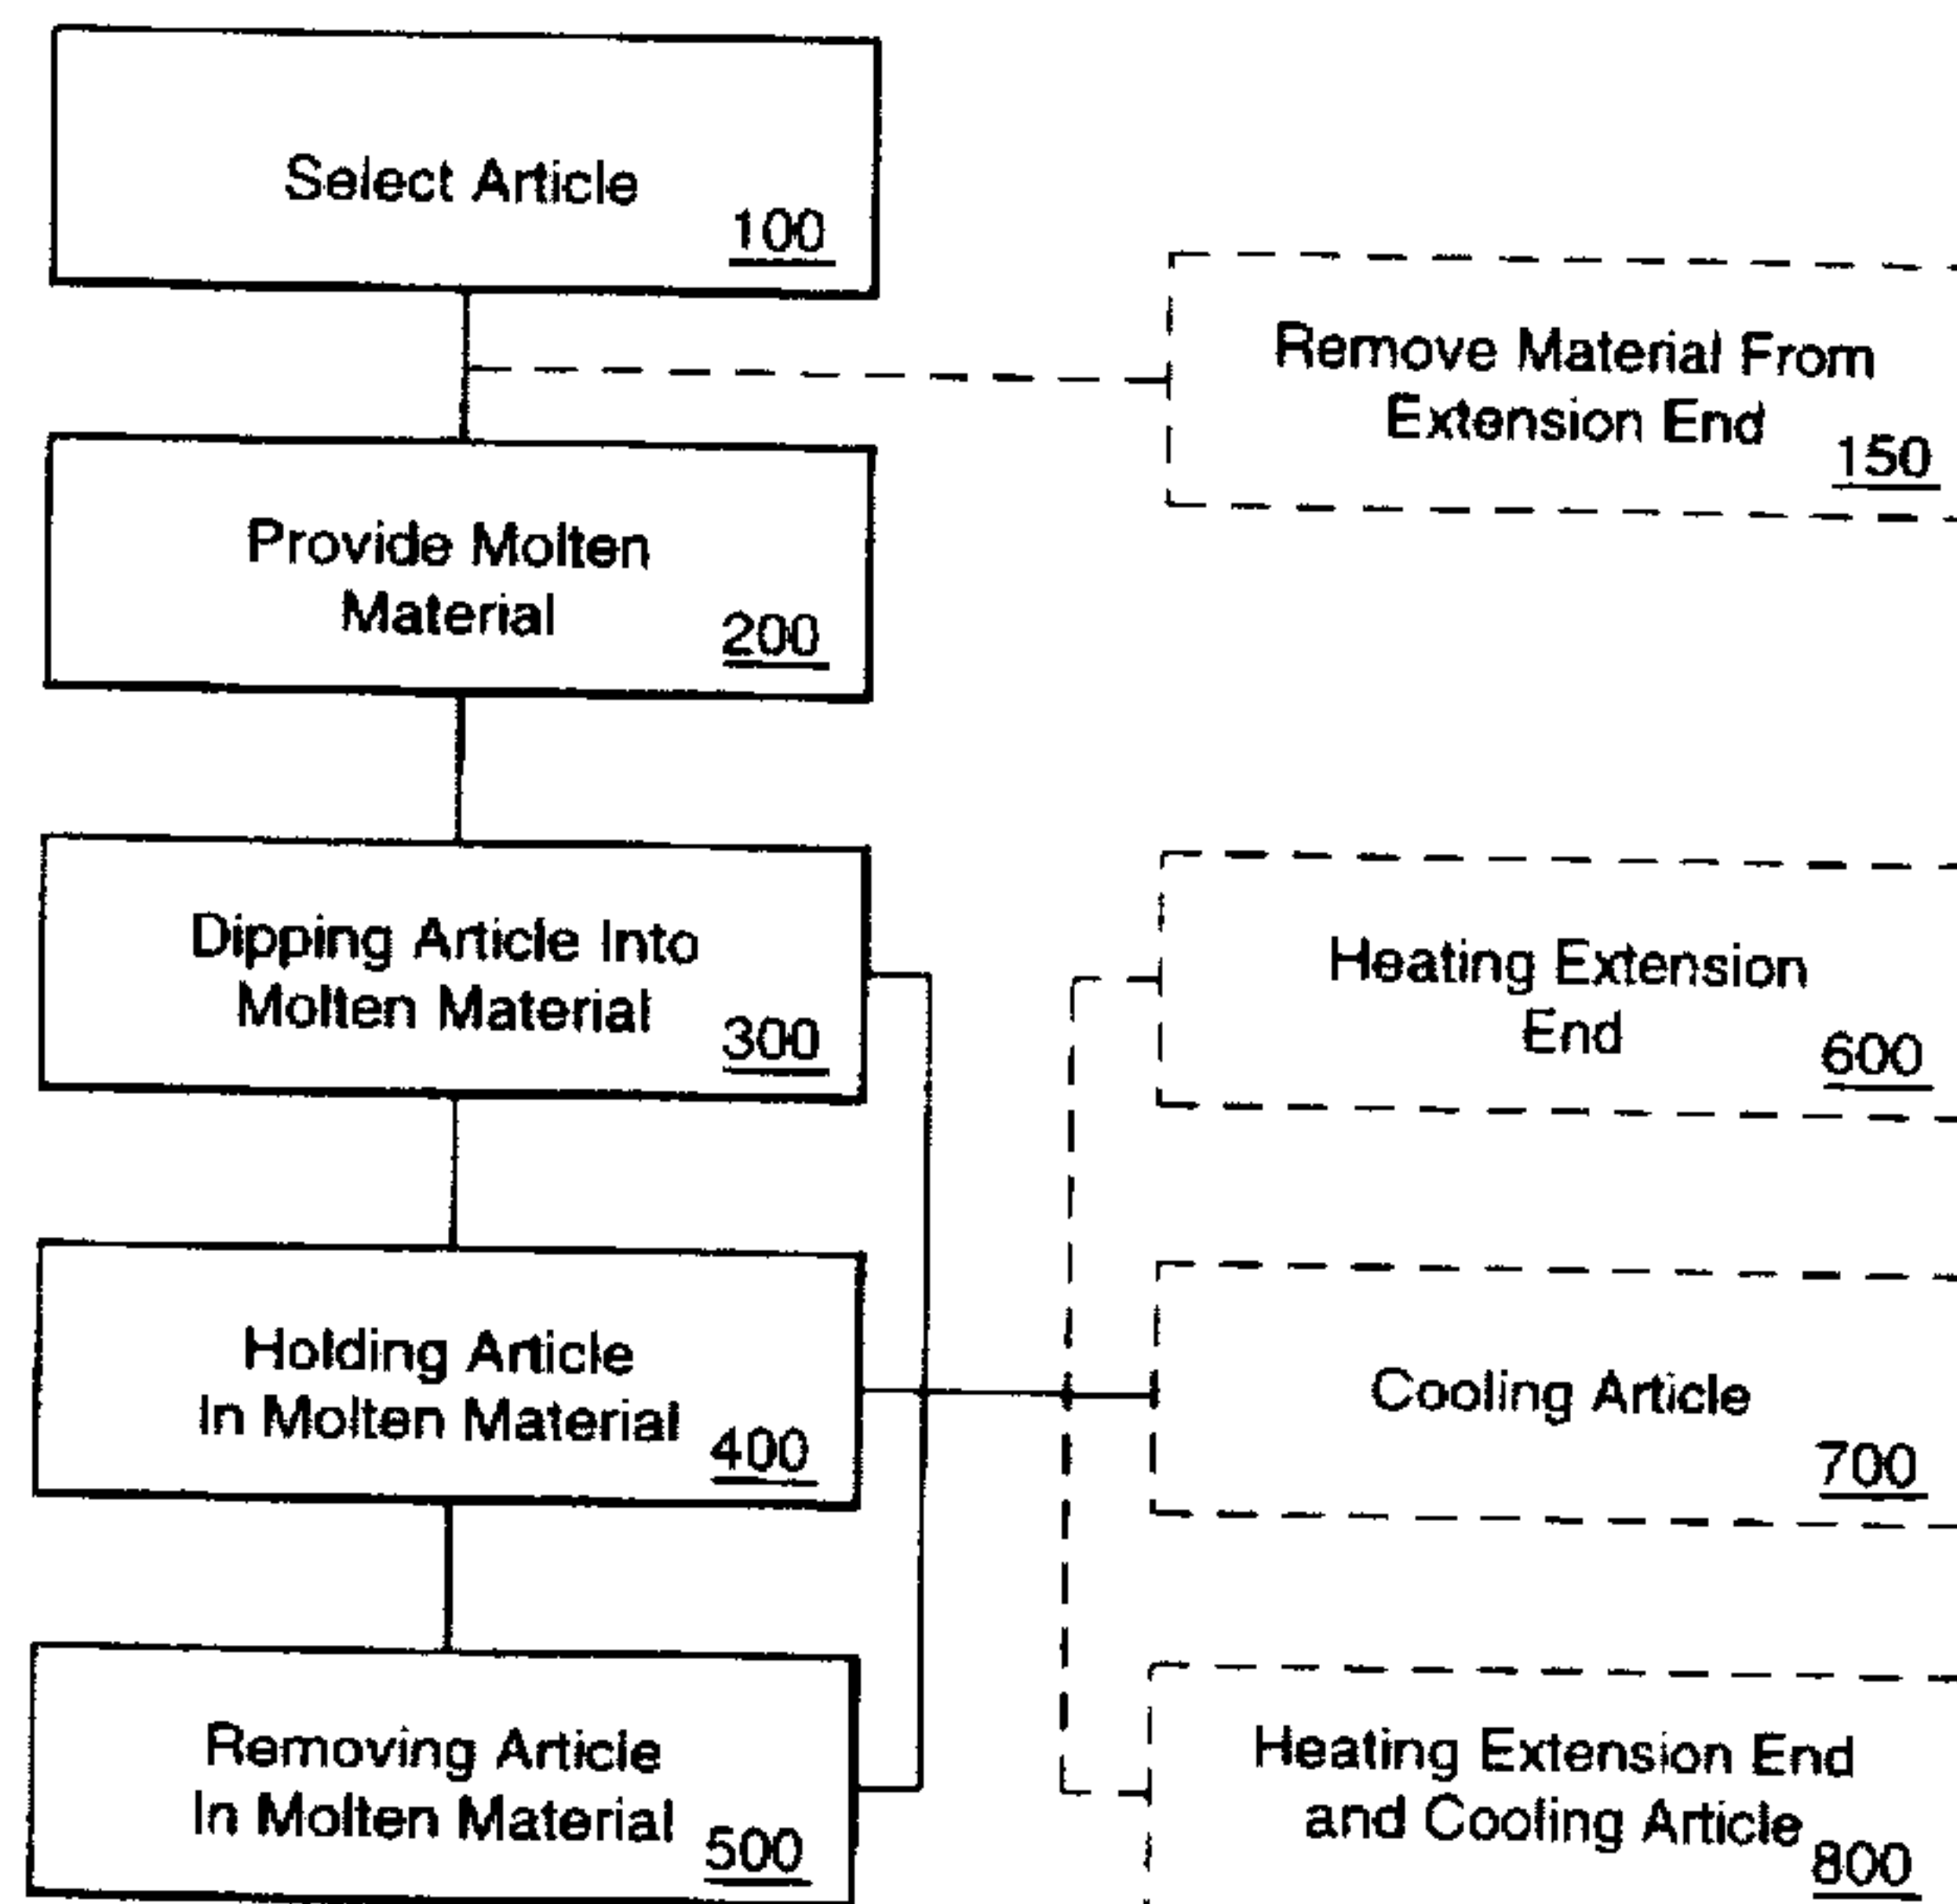 Select Article
100
Remove Material From
Extension End
150
Provide Molten
Material
200
Dipping Article Into
Molten Material
300
Heating Extension
End
600
Holding Article
In Molten Material
400
Cooling Article
700
Removing Article
In Molten Material
500
Heating Extension End
and Cooling Article
800